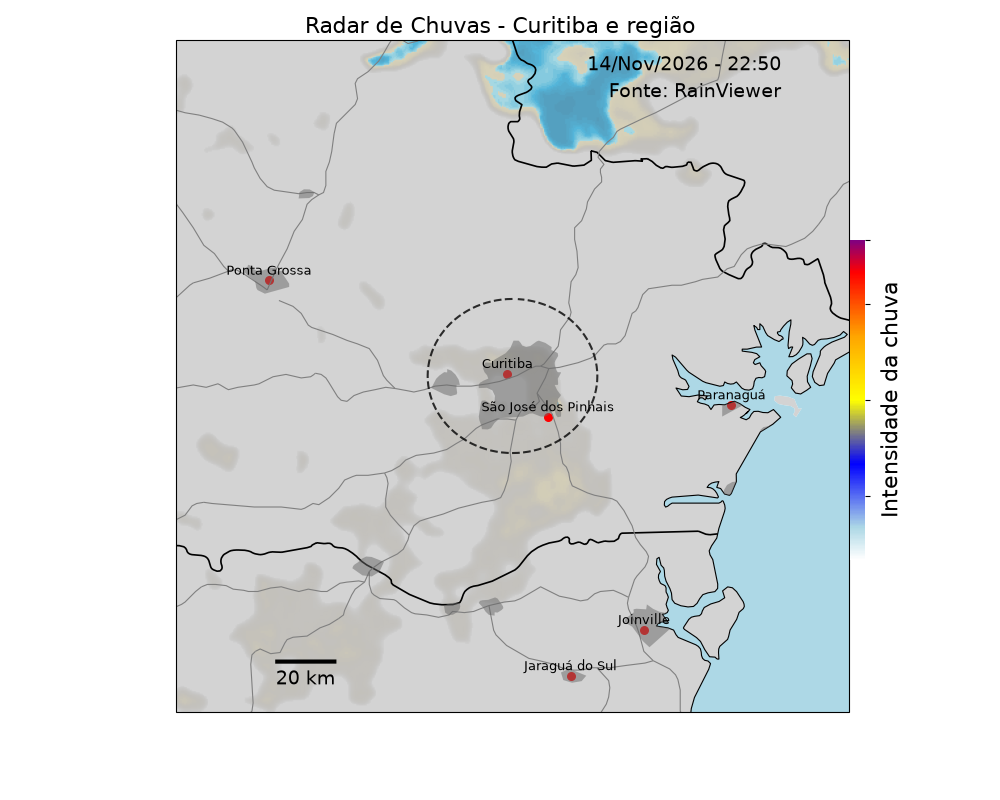 Radar de Chuvas - Curitiba e região
14/Nov/2026 - 22:50
Fonte: RainViewer
Ponta Grossa
Curitiba
São José dos Pinhais
Paranaguá
Intensidade da chuva
Joinville
Jaraguá do Sul
20 km